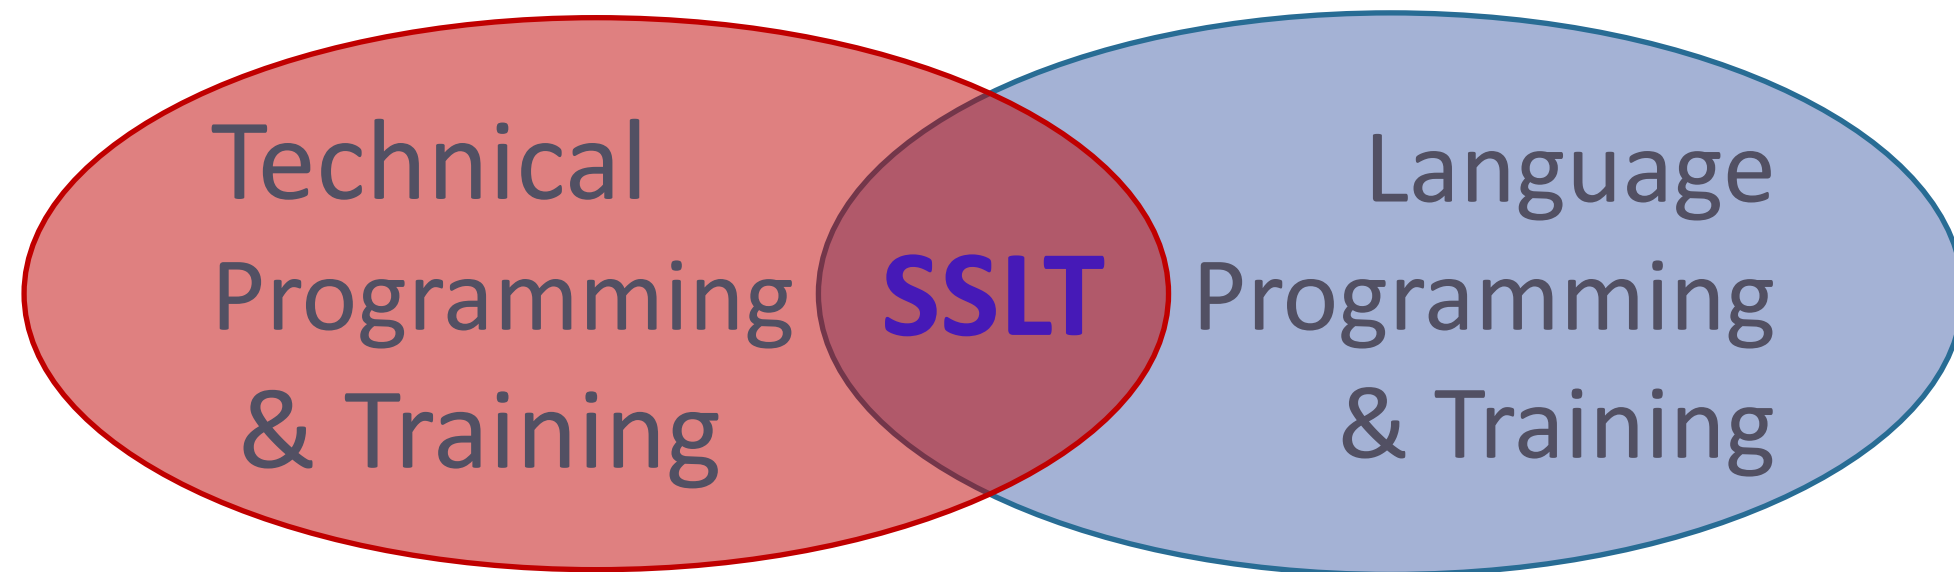 Technical
Programming
& Training
SSLT
Language
Programming
& Training